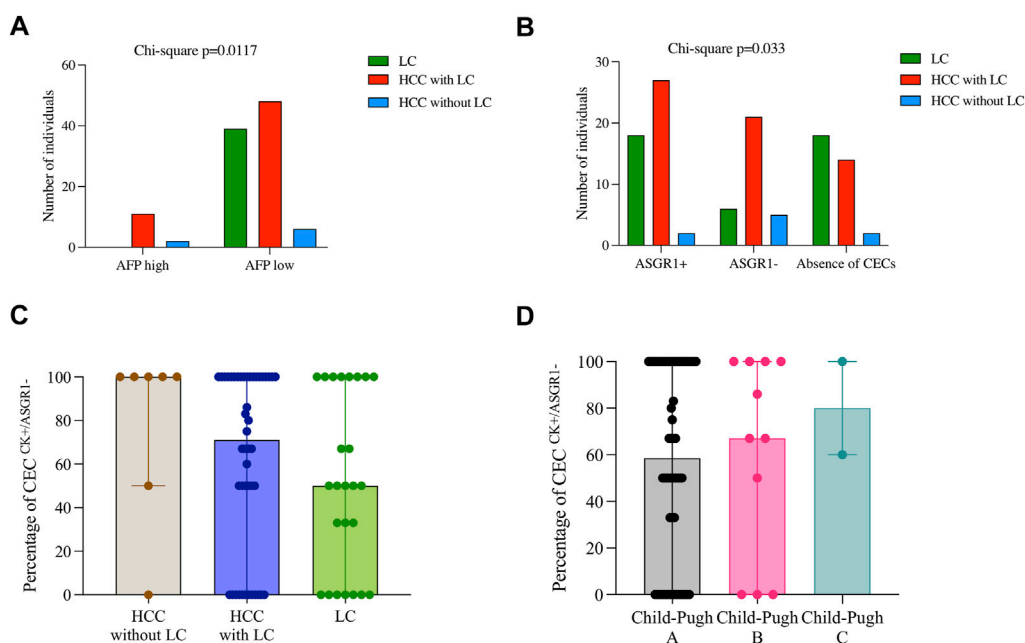 A
Chi-square p=0.0117
60
40
20
0
Number of individuals
AFP high
AFP low
LC
HCC with LC
HCC without LC
B
Chi-square p=0.033
30
20
10
0
Number of individuals
ASGR1+
ASGR1-
Absence of CECs
LC
HCC with LC
HCC without LC
C
100
80
60
40
20
0
Percentage of CEC CK+/ASGR1-
HCC
without LC
HCC
with LC
LC
D
100
80
60
40
20
0
Percentage of CEC CK+/ASGR1-
Child-Pugh
A
Child-Pugh
B
Child-Pugh
C